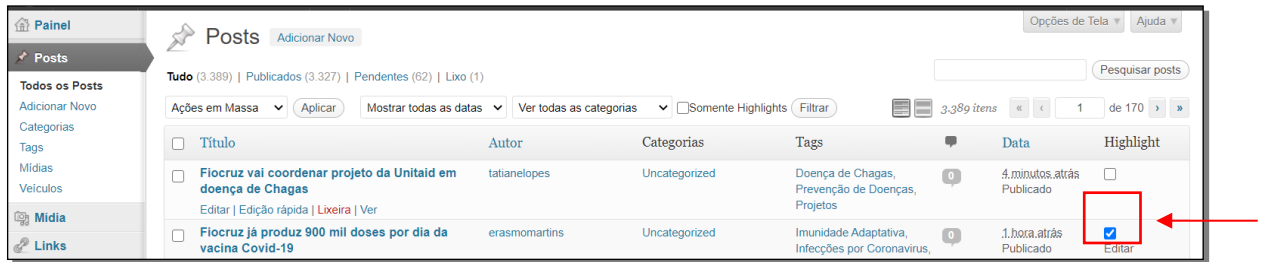 Painel
Posts
Todos os Posts
Adicionar Novo
Categorias
Tags
Mídias
Veículos
Mídia
Links
Opções de Tela
Ajuda
Posts Adicionar Novo
Tudo (3.389) | Publicados (3.327) | Pendentes (62) | Lixo (1)
Pesquisar posts
Ações em Massa Aplicar Mostrar todas as datas Ver todas as categorias Somente Highlights Filtrar 3.389 itens « ‹ 1 de 170 › »
Título Autor Categorias Tags Data Highlight
Fiocruz vai coordenar projeto da Unitaid em
doença de Chagas
Editar | Edição rápida | Lixeira | Ver
tatianelopes
Uncategorized
Doença de Chagas,
Prevenção de Doenças,
Projetos
0
4 minutos atrás
Publicado
Fiocruz já produz 900 mil doses por dia da
vacina Covid-19
erasmomartins
Uncategorized
Imunidade Adaptativa,
Infecções por Coronavirus,
0
1 hora atrás
Publicado
Editar